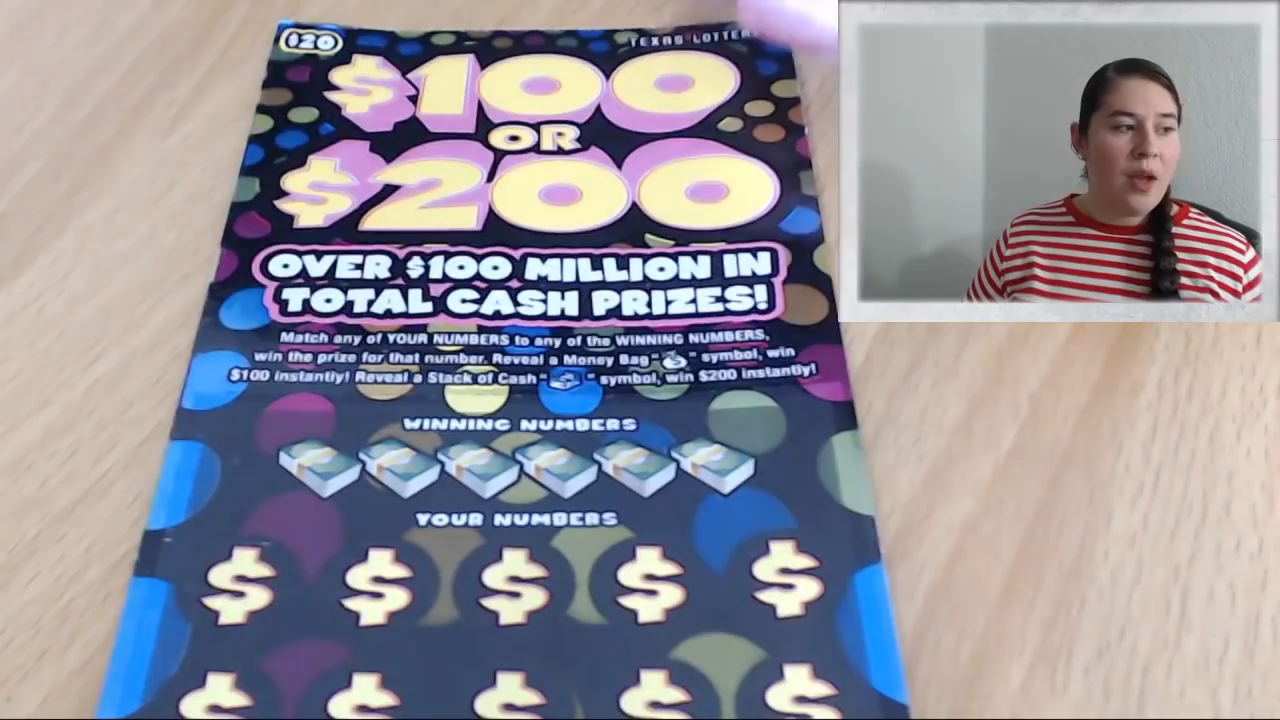 $20
TEXAS LOTTER
$100
OR
$200
OVER $100 MILLION IN
TOTAL CASH PRIZES!
Match any of YOUR NUMBERS to any of the WINNING NUMBERS,
win the prize for that number. Reveal a Money Bag " " symbol, win
$100 instantly! Reveal a Stack of Cash " " symbol, win $200 instantly!
WINNING NUMBERS
YOUR NUMBERS
$ $ $ $ $
$ $ $ $ $